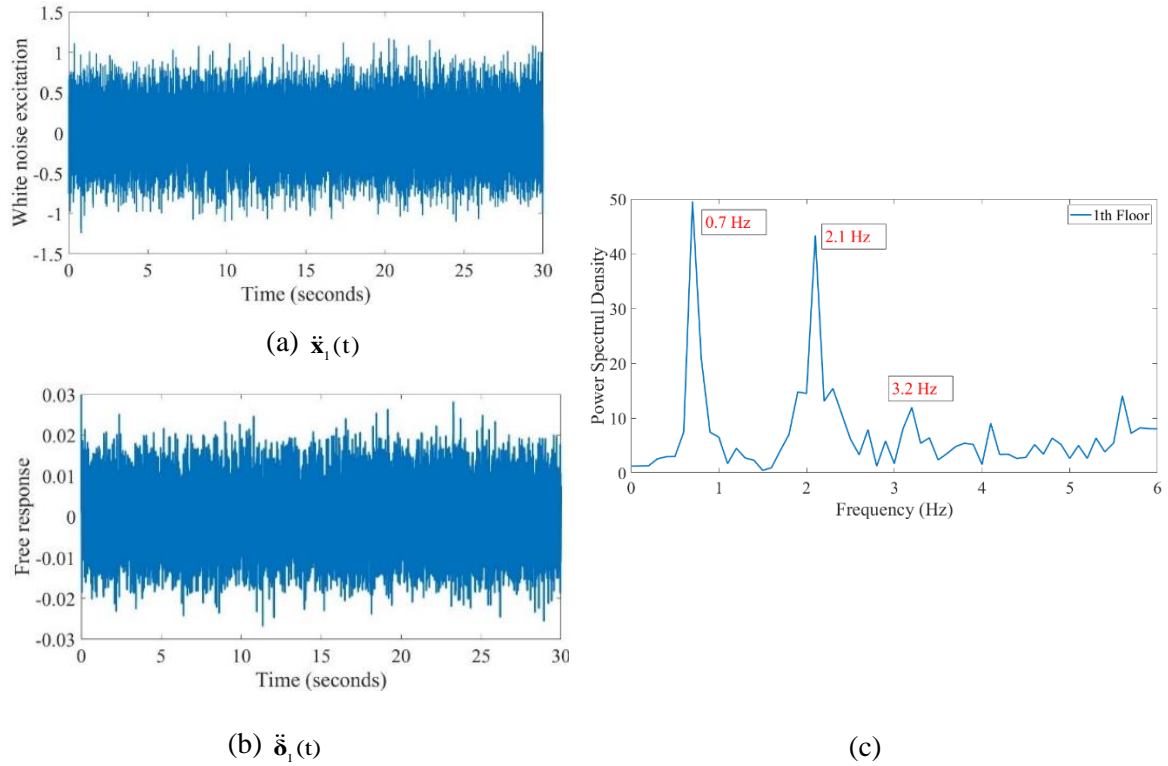 1.5
1
0.5
0
-0.5
-1
-1.5
White noise excitation
0 5 10 15 20 25 30
Time (seconds)
(a) ẍ₁(t)
0.03
0.02
0.01
0
-0.01
-0.02
-0.03
Free response
0 5 10 15 20 25 30
Time (seconds)
(b) δ̈₁(t)
50
40
30
20
10
0
Power Spectrul Density
1th Floor
0.7 Hz
2.1 Hz
3.2 Hz
0 1 2 3 4 5 6
Frequency (Hz)
(c)